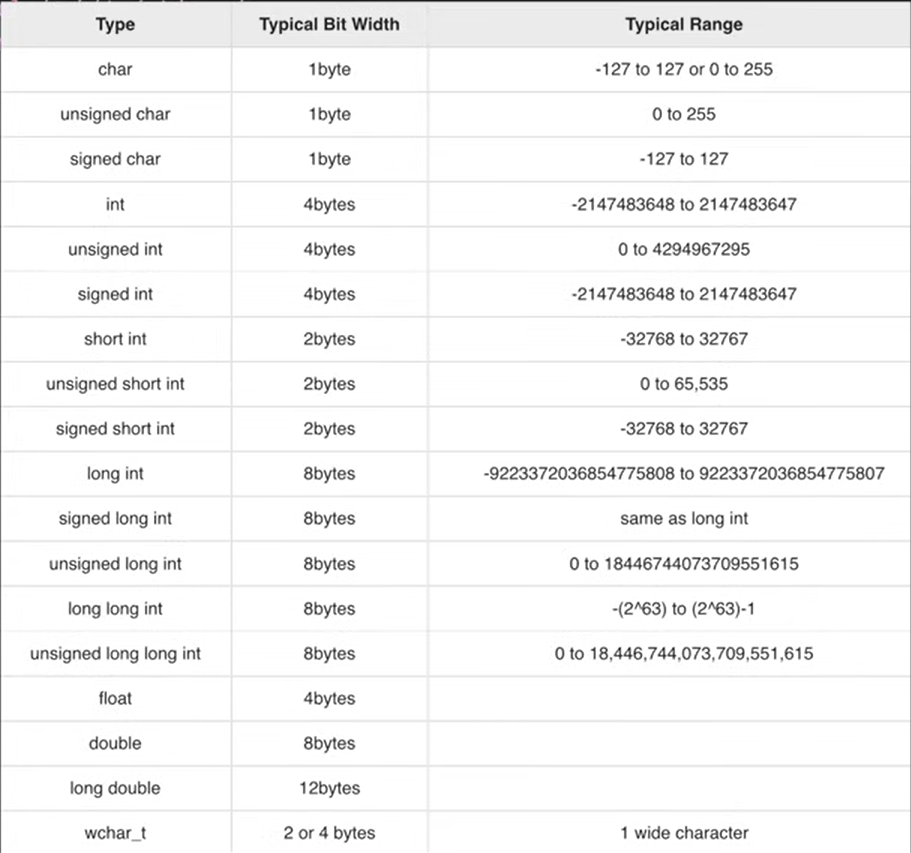 Type Typical Bit Width Typical Range
char 1byte -127 to 127 or 0 to 255
unsigned char 1byte 0 to 255
signed char 1byte -127 to 127
int 4bytes -2147483648 to 2147483647
unsigned int 4bytes 0 to 4294967295
signed int 4bytes -2147483648 to 2147483647
short int 2bytes -32768 to 32767
unsigned short int 2bytes 0 to 65,535
signed short int 2bytes -32768 to 32767
long int 8bytes -9223372036854775808 to 9223372036854775807
signed long int 8bytes same as long int
unsigned long int 8bytes 0 to 18446744073709551615
long long int 8bytes -(2^63) to (2^63)-1
unsigned long long int 8bytes 0 to 18,446,744,073,709,551,615
float 4bytes
double 8bytes
long double 12bytes
wchar_t 2 or 4 bytes 1 wide character